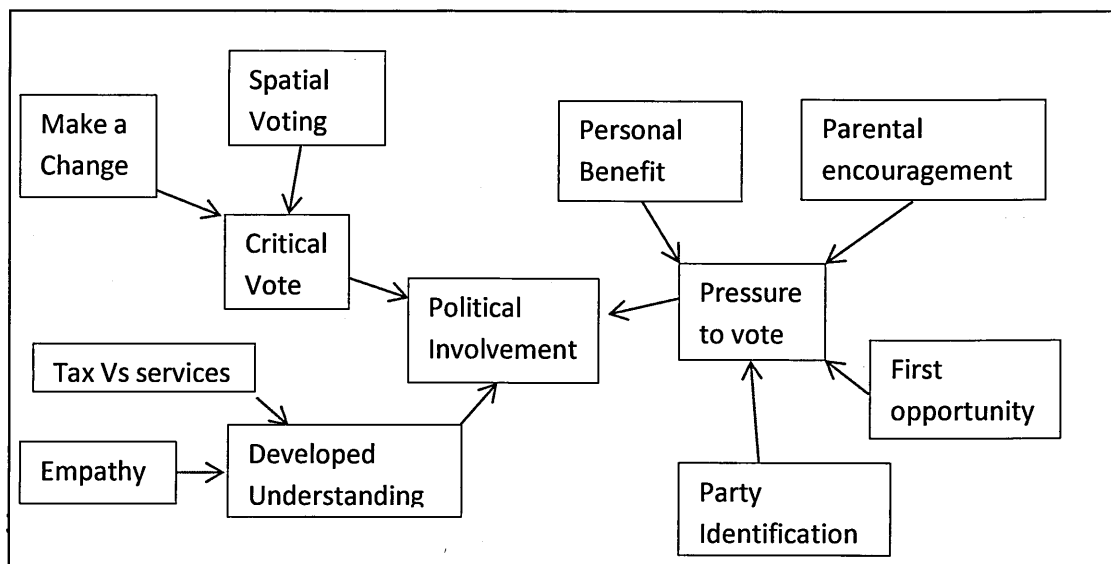 Spatial
Voting
Make a
Change
Personal
Benefit
Parental
encouragement
Critical
Vote
Political
Involvement
Pressure
to vote
Tax Vs services
First
opportunity
Empathy
Developed
Understanding
Party
Identification